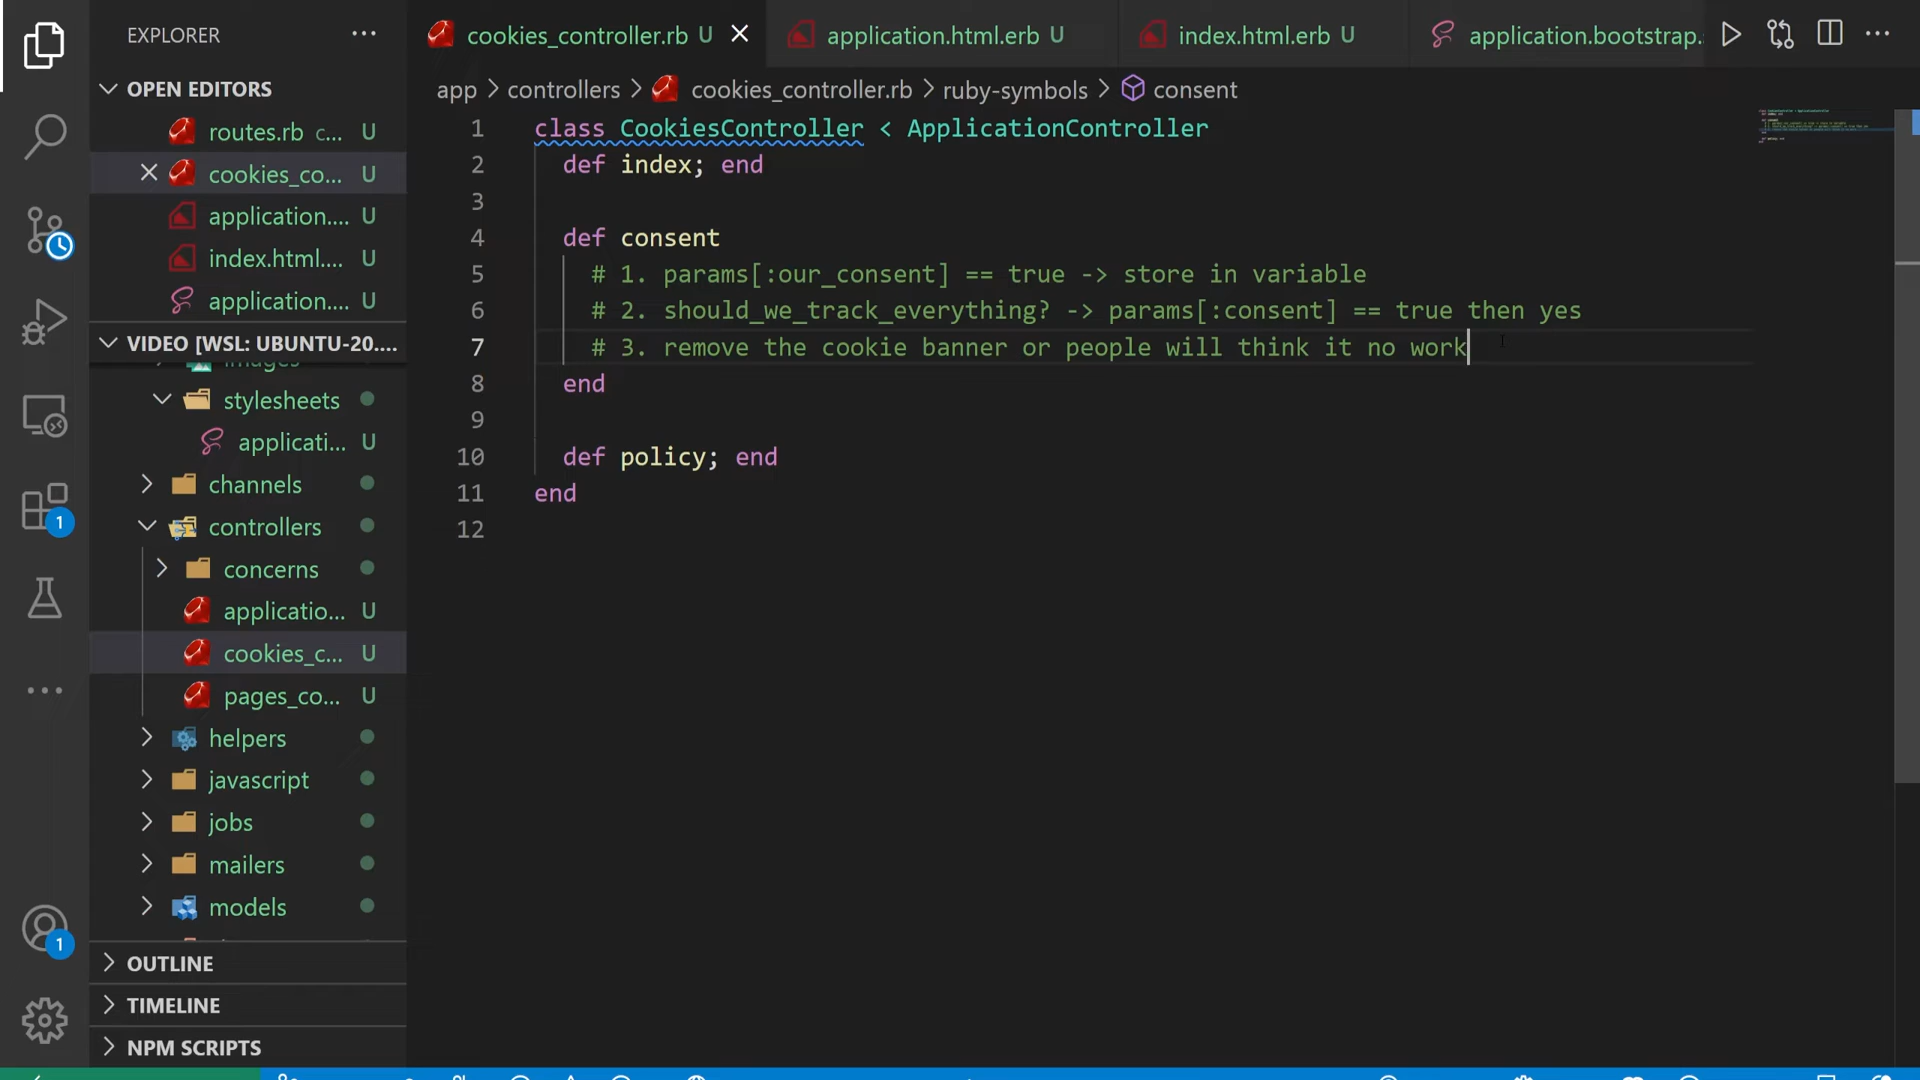 EXPLORER
OPEN EDITORS
routes.rb c... U
cookies_co... U
application.... U
index.html.... U
application. U
VIDEO [WSL: UBUNTU-20....
images
stylesheets
applicati... U
channels
controllers
concerns
applicatio... U
cookies_c... U
pages_co... U
helpers
javascript
jobs
mailers
models
OUTLINE
TIMELINE
NPM SCRIPTS
1
1
cookies_controller.rb U
application.html.erb U
index.html.erb U
application.bootstrap.
app > controllers > cookies_controller.rb > ruby-symbols > consent
1 class CookiesController < ApplicationController
2 def index; end
3
4 def consent
5 # 1. params[:our_consent] == true -> store in variable
6 # 2. should_we_track_everything? -> params[:consent] == true then yes
7 # 3. remove the cookie banner or people will think it no work
8 end
9
10 def policy; end
11 end
12